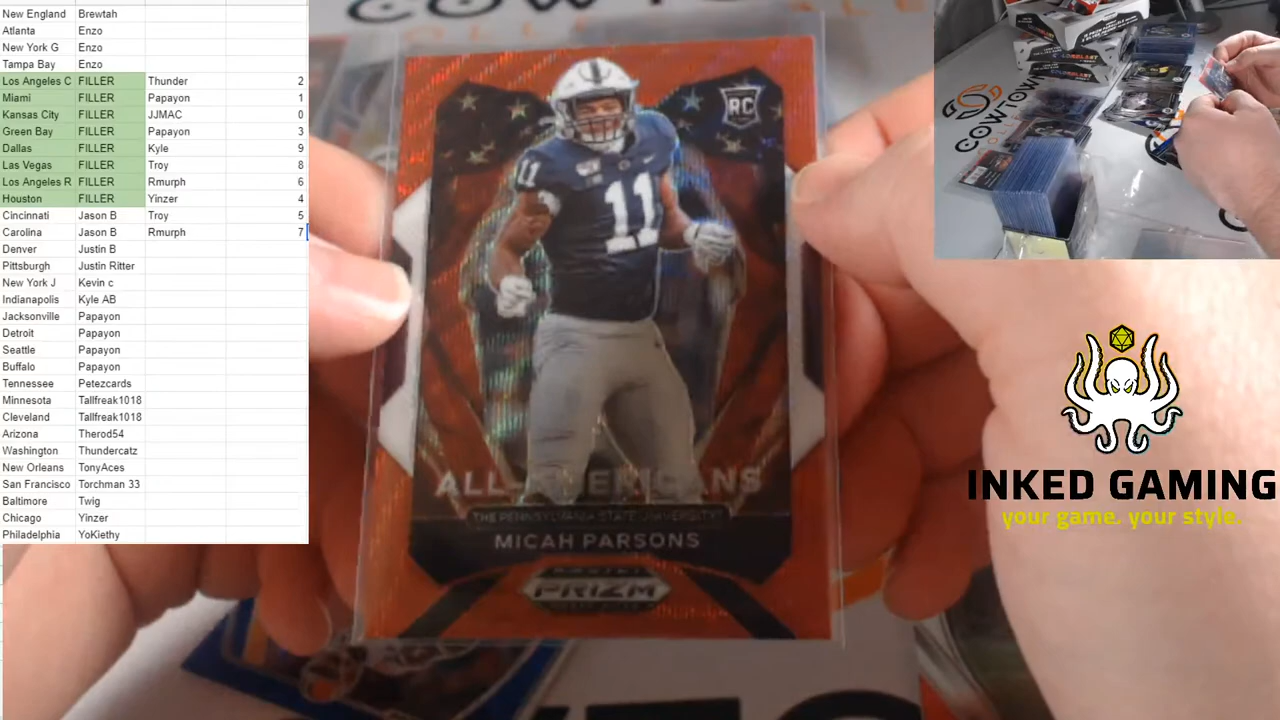 New England Brewtah
Atlanta Enzo
New York G Enzo
Tampa Bay Enzo
Los Angeles C FILLER Thunder 2
Miami FILLER Papayon 1
Kansas City FILLER JJMAC 0
Green Bay FILLER Papayon 3
Dallas FILLER Kyle 9
Las Vegas FILLER Troy 8
Los Angeles R FILLER Rmurph 6
Houston FILLER Yinzer 4
Cincinnati Jason B Troy 5
Carolina Jason B Rmurph 7
Denver Justin B
Pittsburgh Justin Ritter
New York J Kevin c
Indianapolis Kyle AB
Jacksonville Papayon
Detroit Papayon
Seattle Papayon
Buffalo Papayon
Tennessee Petezcards
Minnesota Tallfreak1018
Cleveland Tallfreak1018
Arizona Therod54
Washington Thundercatz
New Orleans TonyAces
San Francisco Torchman 33
Baltimore Twig
Chicago Yinzer
Philadelphia YoKiethy
COWTOW
RC
11
11
ALL-AMERICANS
THE PENNSYLVANIA STATE UNIVERSITY
MICAH PARSONS
PRIZM
COWTOW
INKED GAMING
your game. your style.